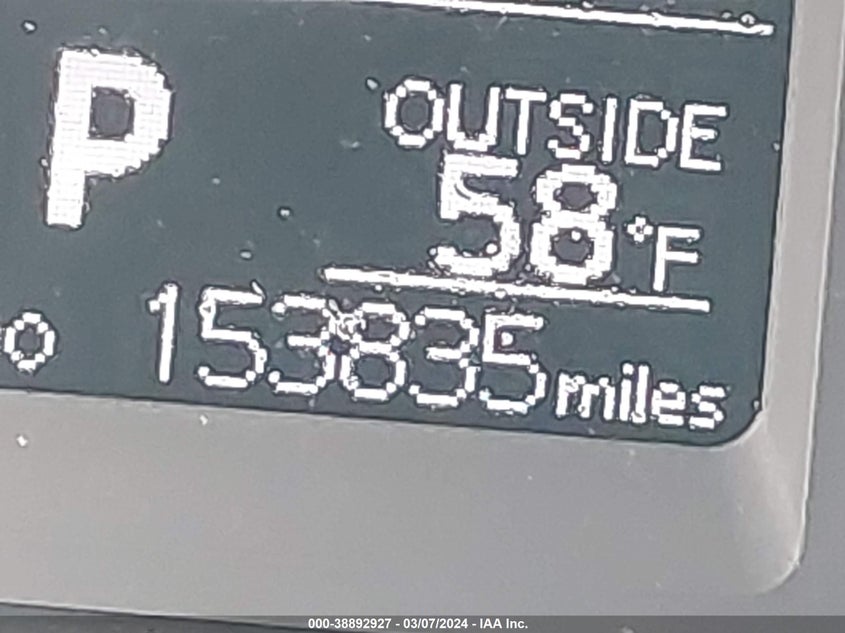 P
OUTSIDE
58°F
o 153835 miles
000-38892927 - 03/07/2024 - IAA Inc.